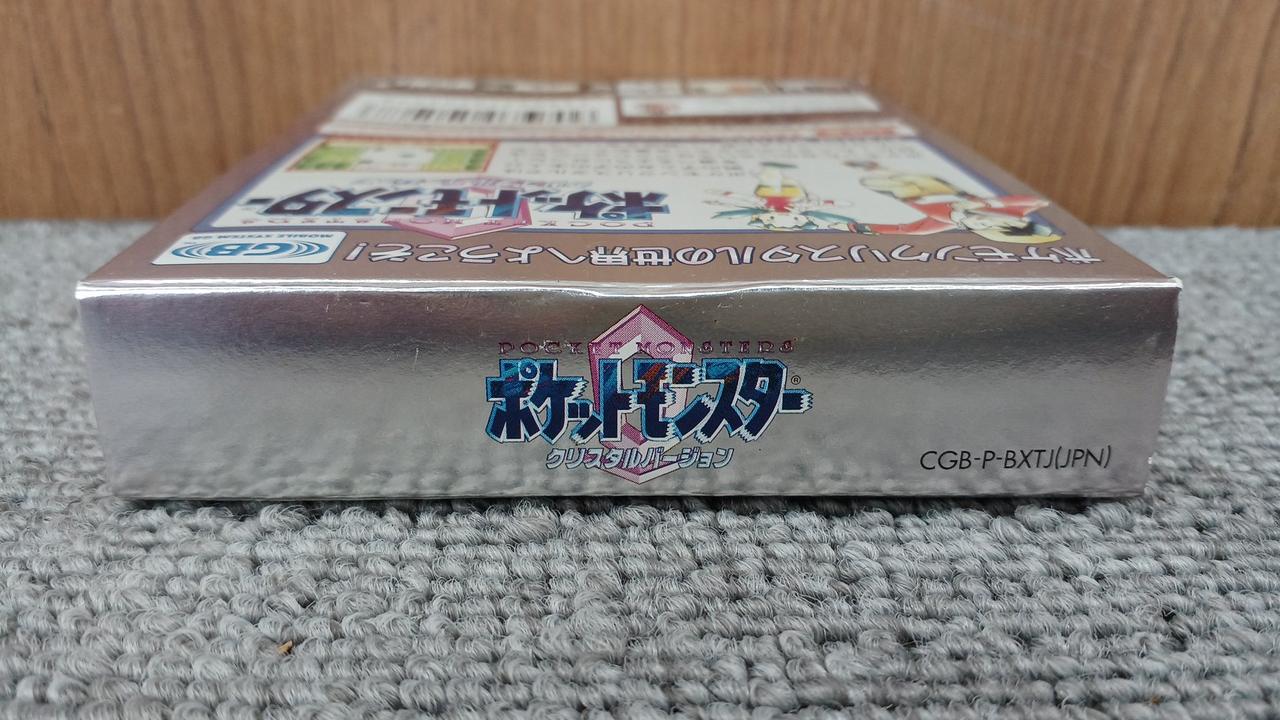 ポケモンクリスタルの世界へようこそ！
GB
MOBILE SYSTEM
ポケットモンスター
POCKET MONSTERS
ポケットモンスター®
クリスタルバージョン
CGB-P-BXTJ(JPN)